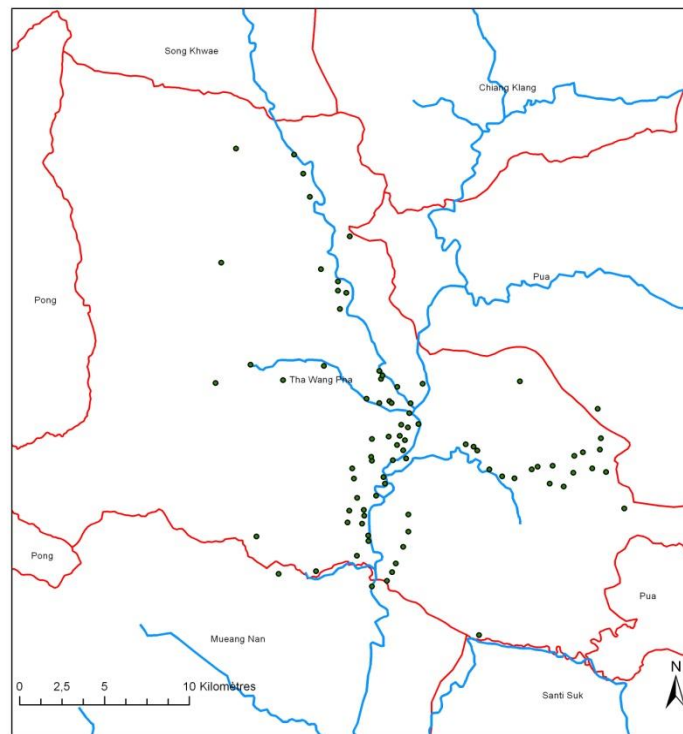 Song Khwae
Chiang Klang
Pua
Pong
Tha Wang Pha
Pong
Pua
Mueang Nan
N
0 2,5 5 10 Kilomètres
Santi Suk